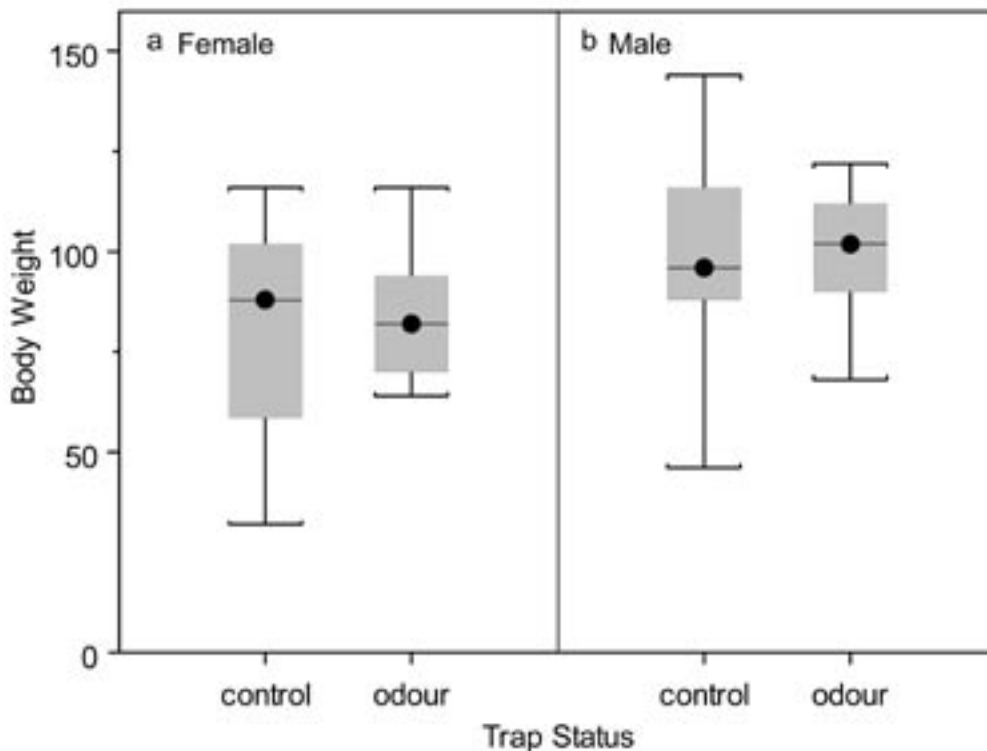 a Female
b Male
150
100
50
0
Body Weight
control
odour
control
odour
Trap Status